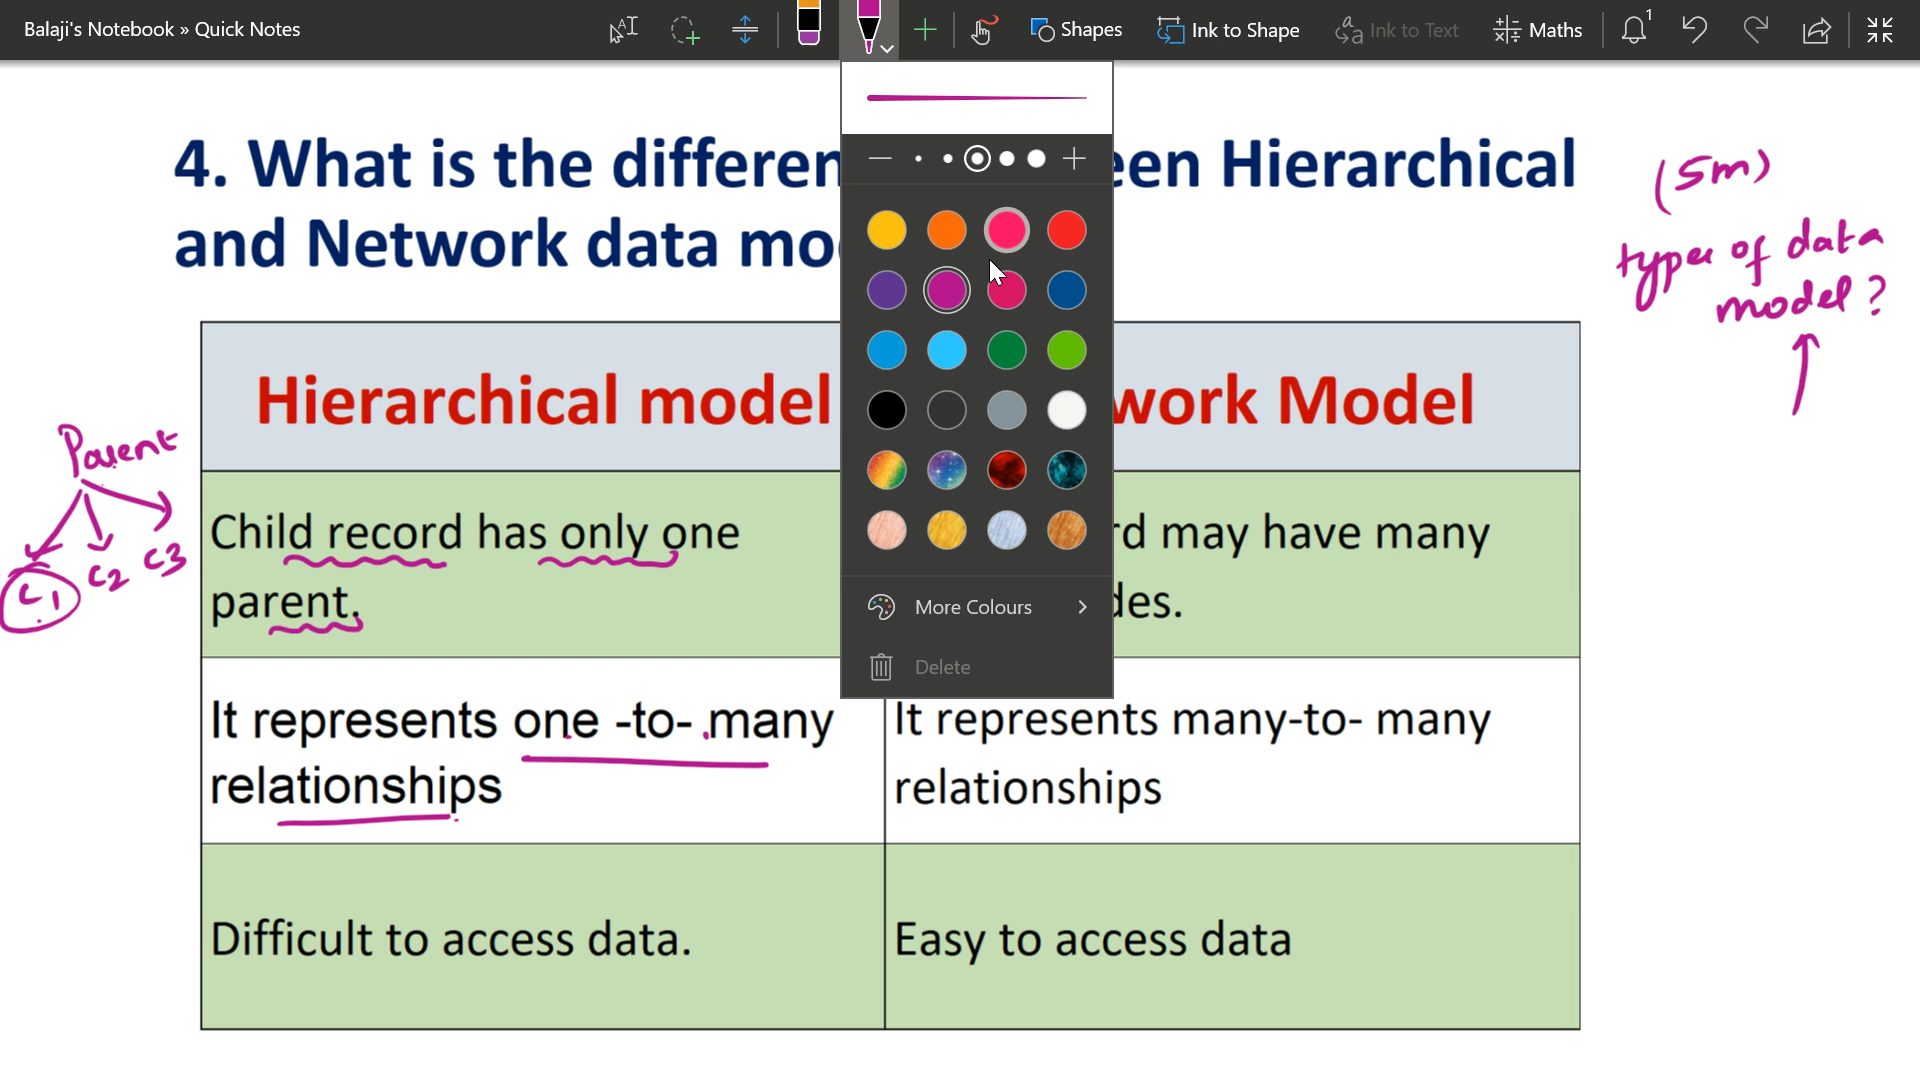 Balaji's Notebook » Quick Notes
Shapes
Ink to Shape
Ink to Text
Maths
1
4. What is the differen
een Hierarchical
and Network data mo
(5m)
types of data
model?
Hierarchical model
work Model
Parent
C1
C2
C3
Child record has only one
parent.
rd may have many
des.
It represents one -to- many
relationships
It represents many-to- many
relationships
Difficult to access data.
Easy to access data
More Colours
Delete